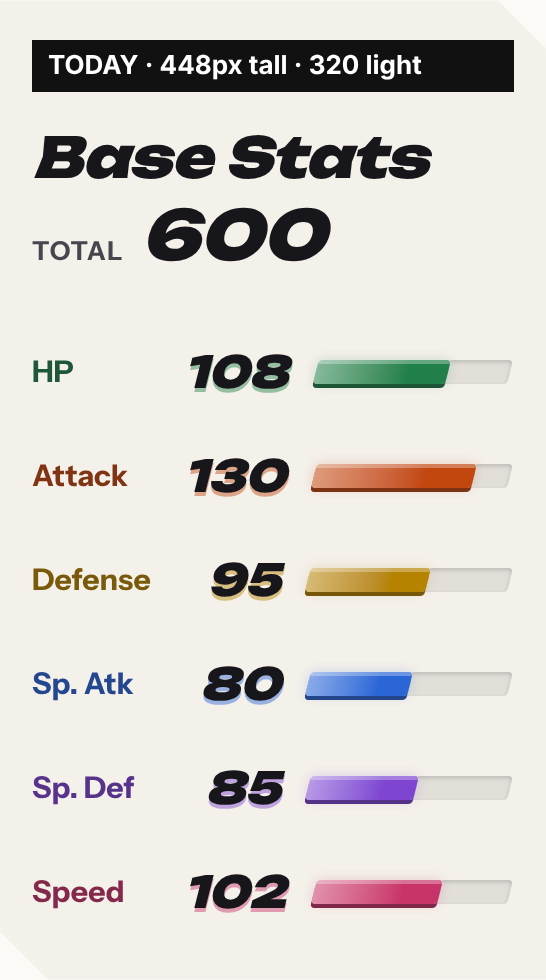 TODAY · 448px tall · 320 light
Base Stats
TOTAL 600
HP 108
Attack 130
Defense 95
Sp. Atk 80
Sp. Def 85
Speed 102